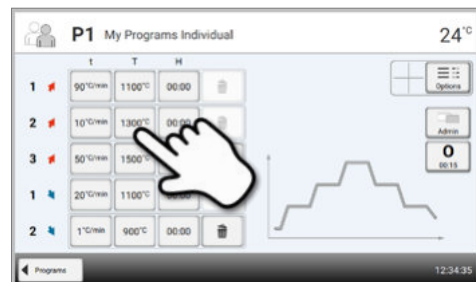 P1 My Programs Individual 24°C
t T H
1 90°C/min 1100°C 00:00
Options
2 10°C/min 1300°C 00:00
Admin
3 50°C/min 1500°C
0
00:15
1 20°C/min 1100°C
2 1°C/min 900°C 00:00
Programs 12:34:35